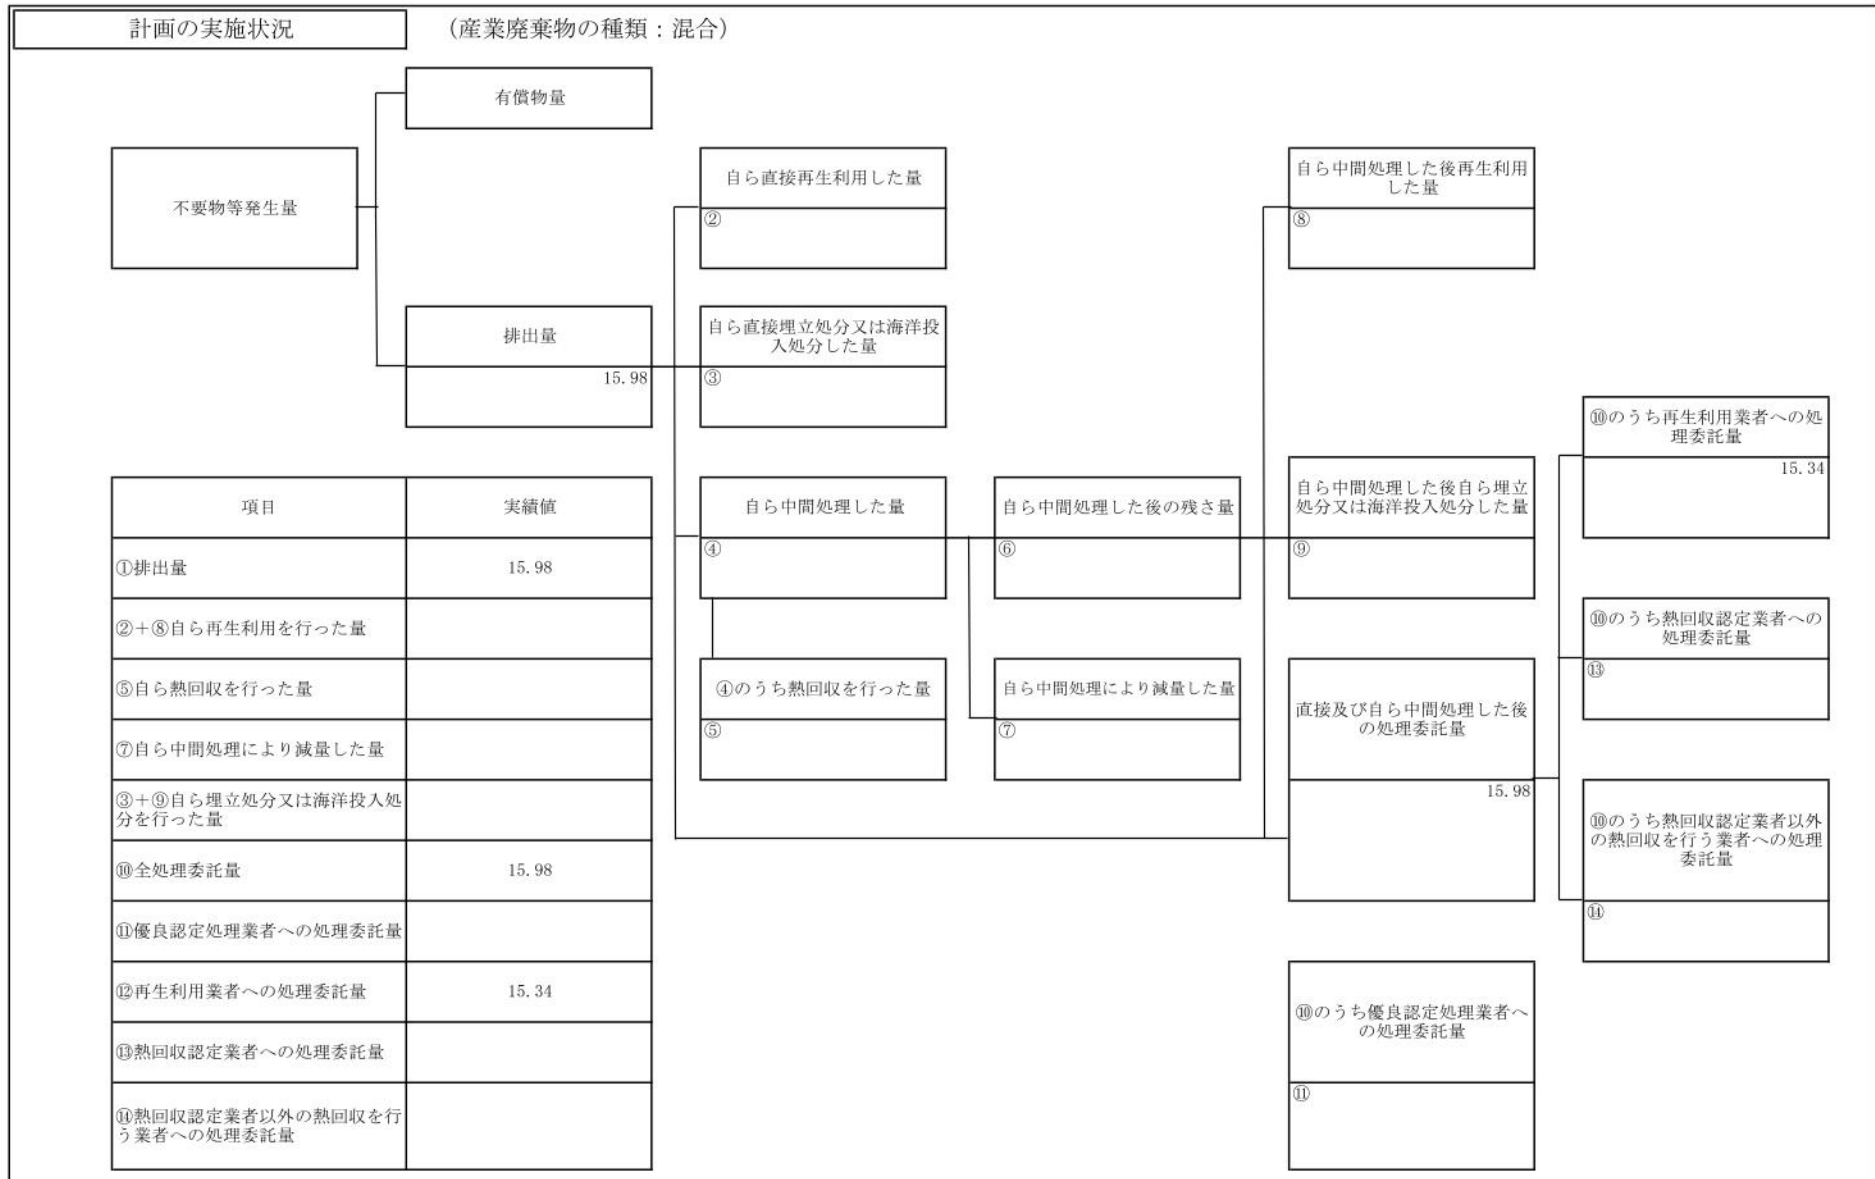 計画の実施状況
（産業廃棄物の種類：混合）
有償物量
不要物等発生量
自ら直接再生利用した量
②
自ら中間処理した後再生利用
した量
⑧
排出量
15.98
自ら直接埋立処分又は海洋投
入処分した量
③
⑩のうち再生利用業者への処
理委託量
15.34
自ら中間処理した量
④
自ら中間処理した後の残さ量
⑥
自ら中間処理した後自ら埋立
処分又は海洋投入処分した量
⑨
⑩のうち熱回収認定業者への
処理委託量
⑬
④のうち熱回収を行った量
⑤
自ら中間処理により減量した量
⑦
直接及び自ら中間処理した後
の処理委託量
15.98
⑩のうち熱回収認定業者以外
の熱回収を行う業者への処理
委託量
⑭
⑩のうち優良認定処理業者へ
の処理委託量
⑪
項目 実績値
①排出量 15.98
②＋⑧自ら再生利用を行った量
⑤自ら熱回収を行った量
⑦自ら中間処理により減量した量
③＋⑨自ら埋立処分又は海洋投入処
分を行った量
⑩全処理委託量 15.98
⑪優良認定処理業者への処理委託量
⑫再生利用業者への処理委託量 15.34
⑬熱回収認定業者への処理委託量
⑭熱回収認定業者以外の熱回収を行
う業者への処理委託量